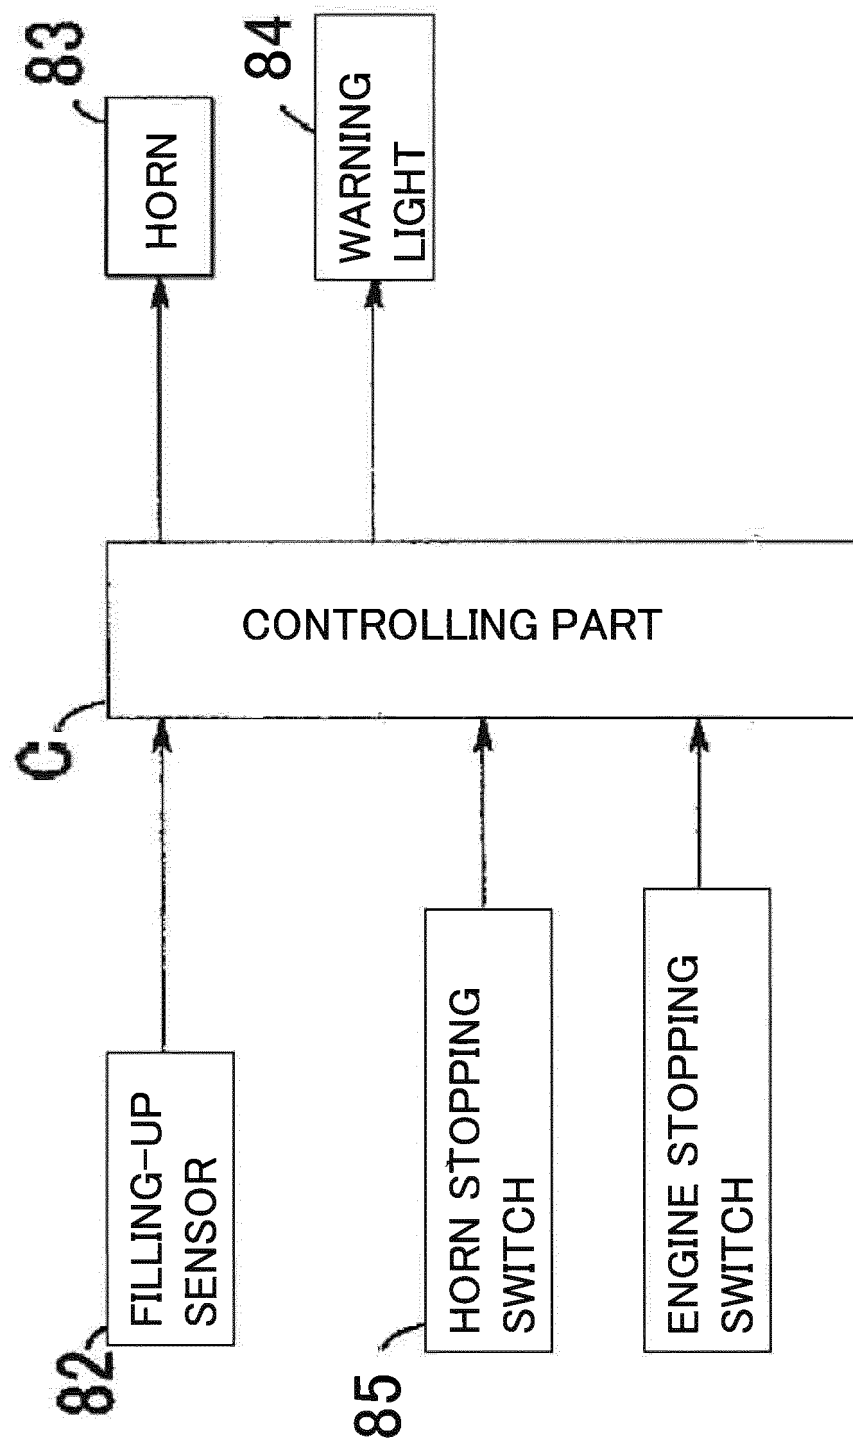 82
FILLING-UP
SENSOR
85
HORN STOPPING
SWITCH
ENGINE STOPPING
SWITCH
C
CONTROLLING PART
83
HORN
84
WARNING
LIGHT